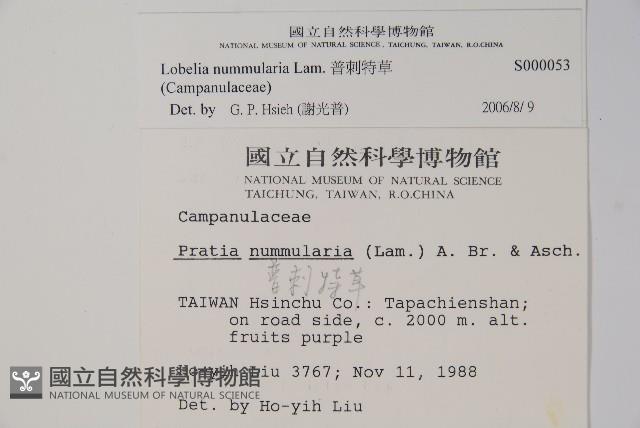 國立自然科學博物館
NATIONAL MUSEUM OF NATURAL SCIENCE, TAICHUNG, TAIWAN, R.O.CHINA
Lobelia nummularia Lam. 普刺特草 S000053
(Campanulaceae)
Det. by G. P. Hsieh (謝光普) 2006/8/9
國立自然科學博物館
NATIONAL MUSEUM OF NATURAL SCIENCE
TAICHUNG, TAIWAN, R.O.CHINA
Campanulaceae
Pratia nummularia (Lam.) A. Br. & Asch.
普刺特草
TAIWAN Hsinchu Co.: Tapachienshan;
on road side, c. 2000 m. alt.
fruits purple
Ho-yih Liu 3767; Nov 11, 1988
Det. by Ho-yih Liu
國立自然科學博物館
NATIONAL MUSEUM OF NATURAL SCIENCE